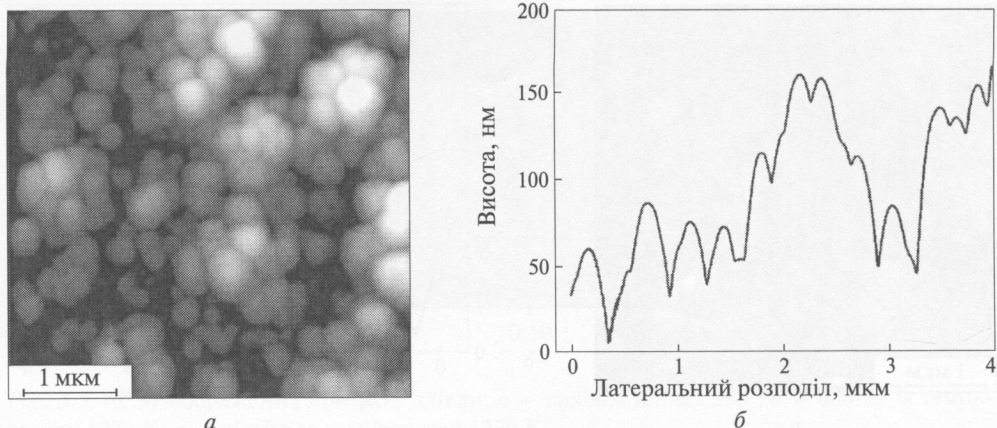 1 мкм
а
200
150
100
50
0
Висота, нм
0 1 2 3 4
Латеральний розподіл, мкм
б